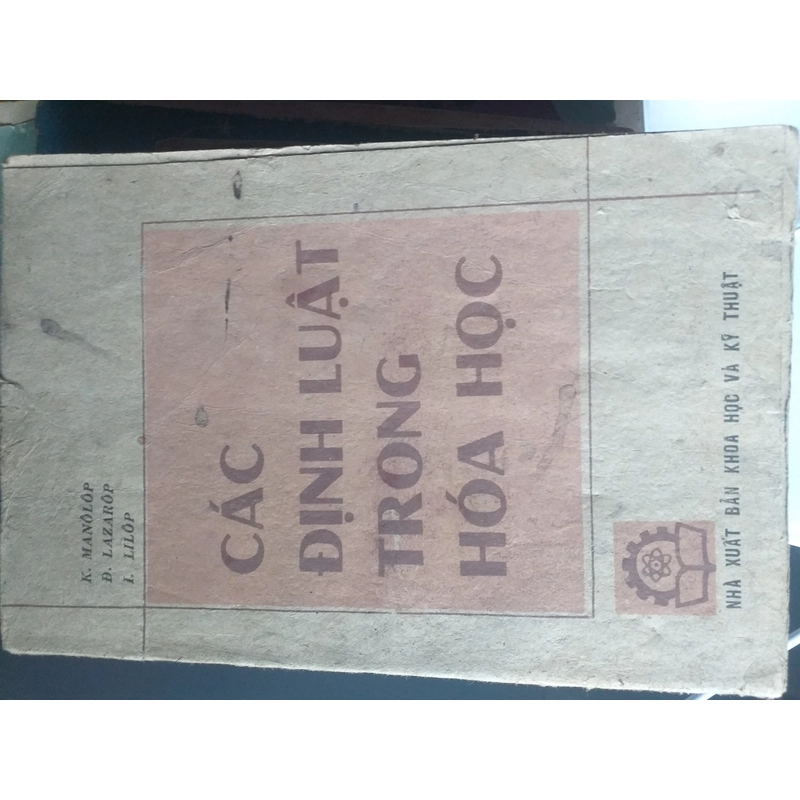 K. MANÔLÔP
Đ. LAZARÔP
I. LILÔP
CÁC
ĐỊNH LUẬT
TRONG
HÓA HỌC
NHÀ XUẤT BẢN KHOA HỌC VÀ KỸ THUẬT